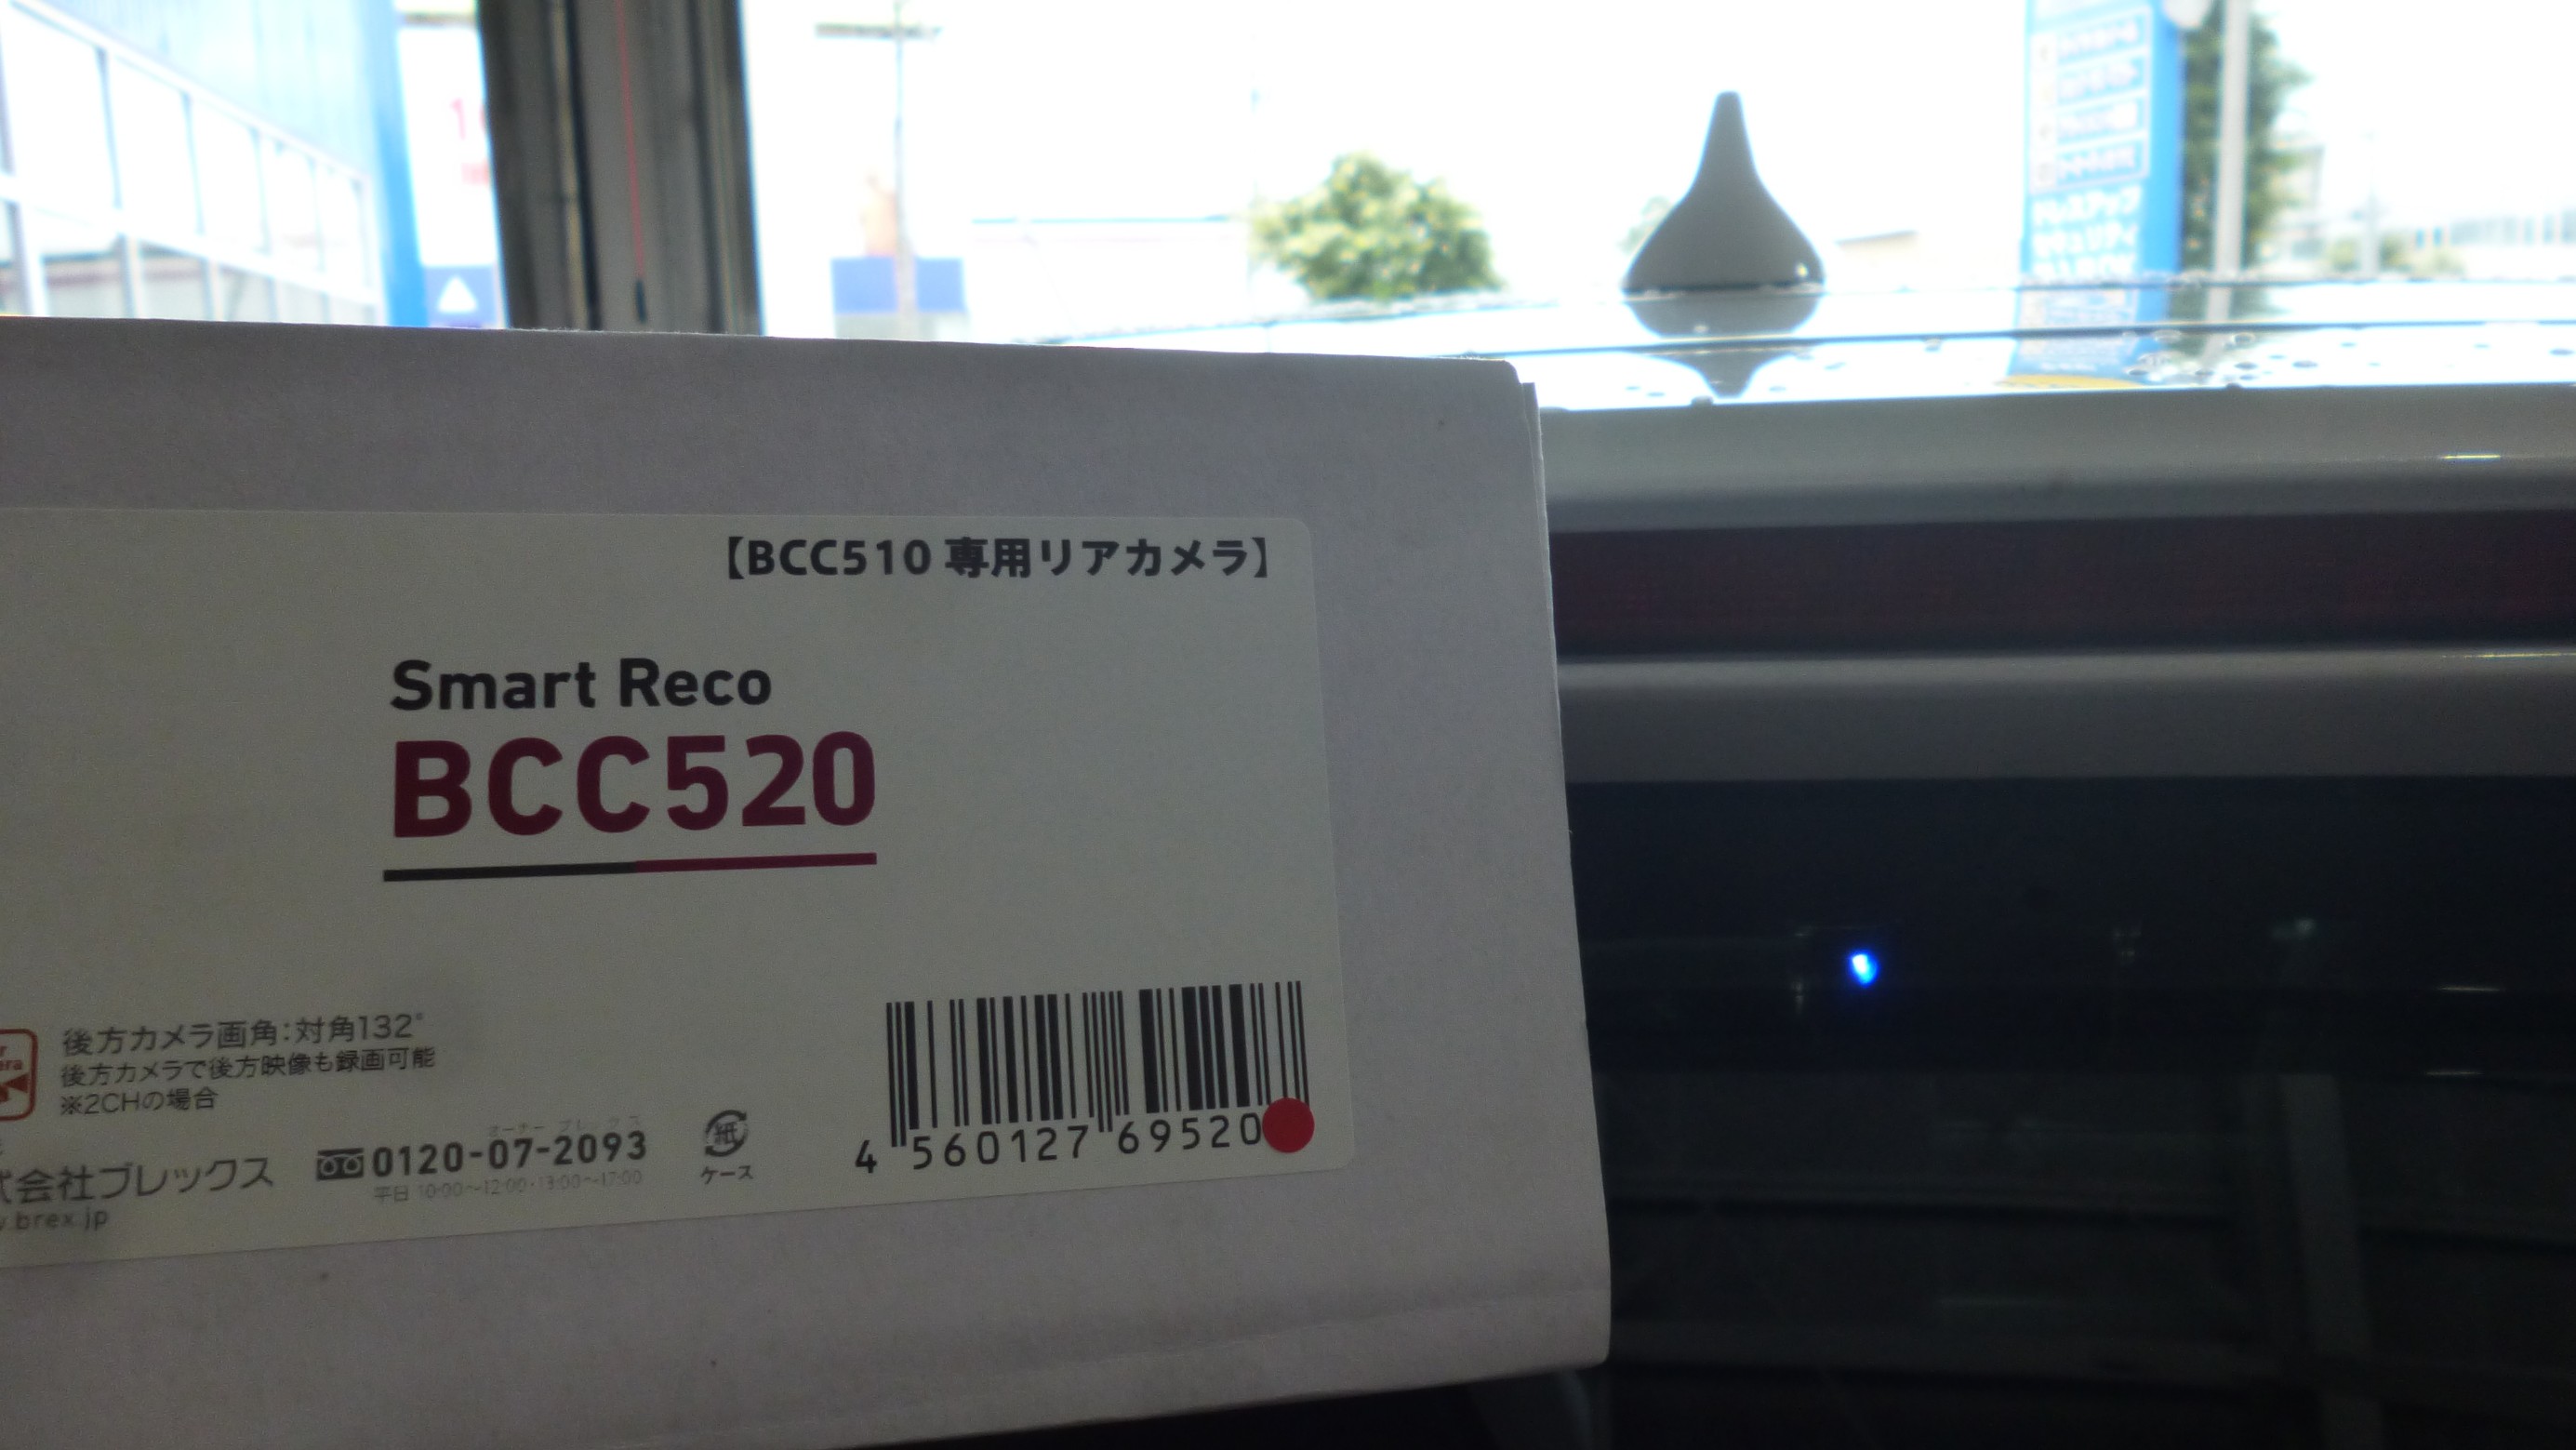 【BCC510 専用リアカメラ】
Smart Reco
BCC520
後方カメラ画角：対角132°
後方カメラで後方映像も録画可能
※2CHの場合
オーナー ブレックス
0120-07-2093
平日 10:00～12:00・13:00～17:00
式会社ブレックス
.brex.jp
紙
ケース
4 560127 69520